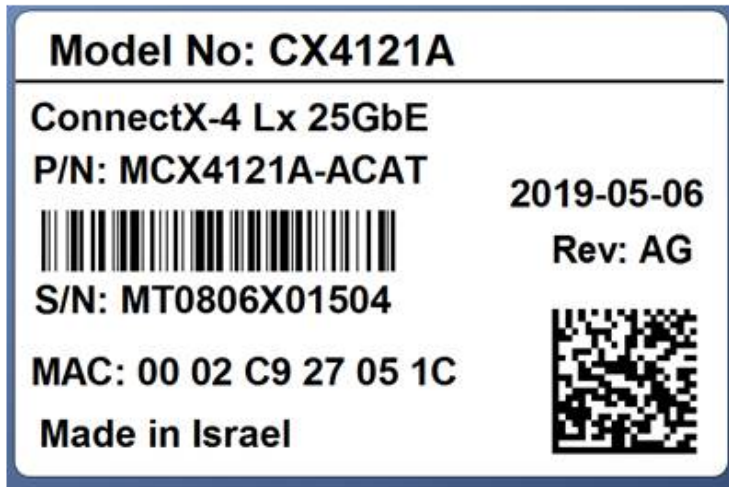 Model No: CX4121A
ConnectX-4 Lx 25GbE
P/N: MCX4121A-ACAT
2019-05-06
Rev: AG
S/N: MT0806X01504
MAC: 00 02 C9 27 05 1C
Made in Israel